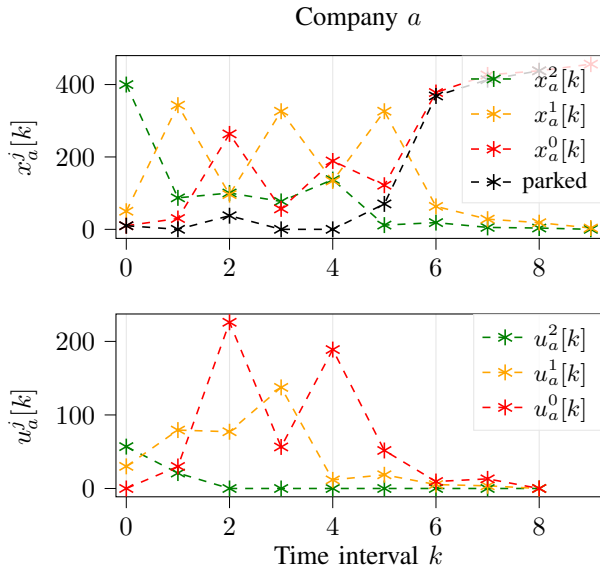 Company a
400
200
0
x_a^j[k]
x_a^2[k]
x_a^1[k]
x_a^0[k]
parked
0 2 4 6 8
200
100
0
u_a^j[k]
u_a^2[k]
u_a^1[k]
u_a^0[k]
0 2 4 6 8
Time interval k